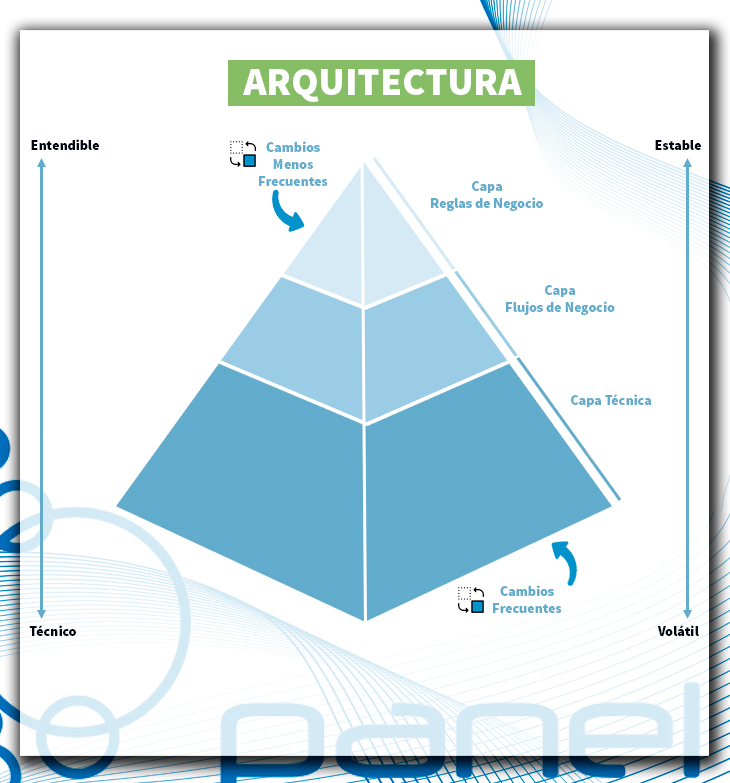 ARQUITECTURA
Entendible
Estable
Cambios
Menos
Frecuentes
Capa
Reglas de Negocio
Capa
Flujos de Negocio
Capa Técnica
Cambios
Frecuentes
Técnico
Volátil
panel